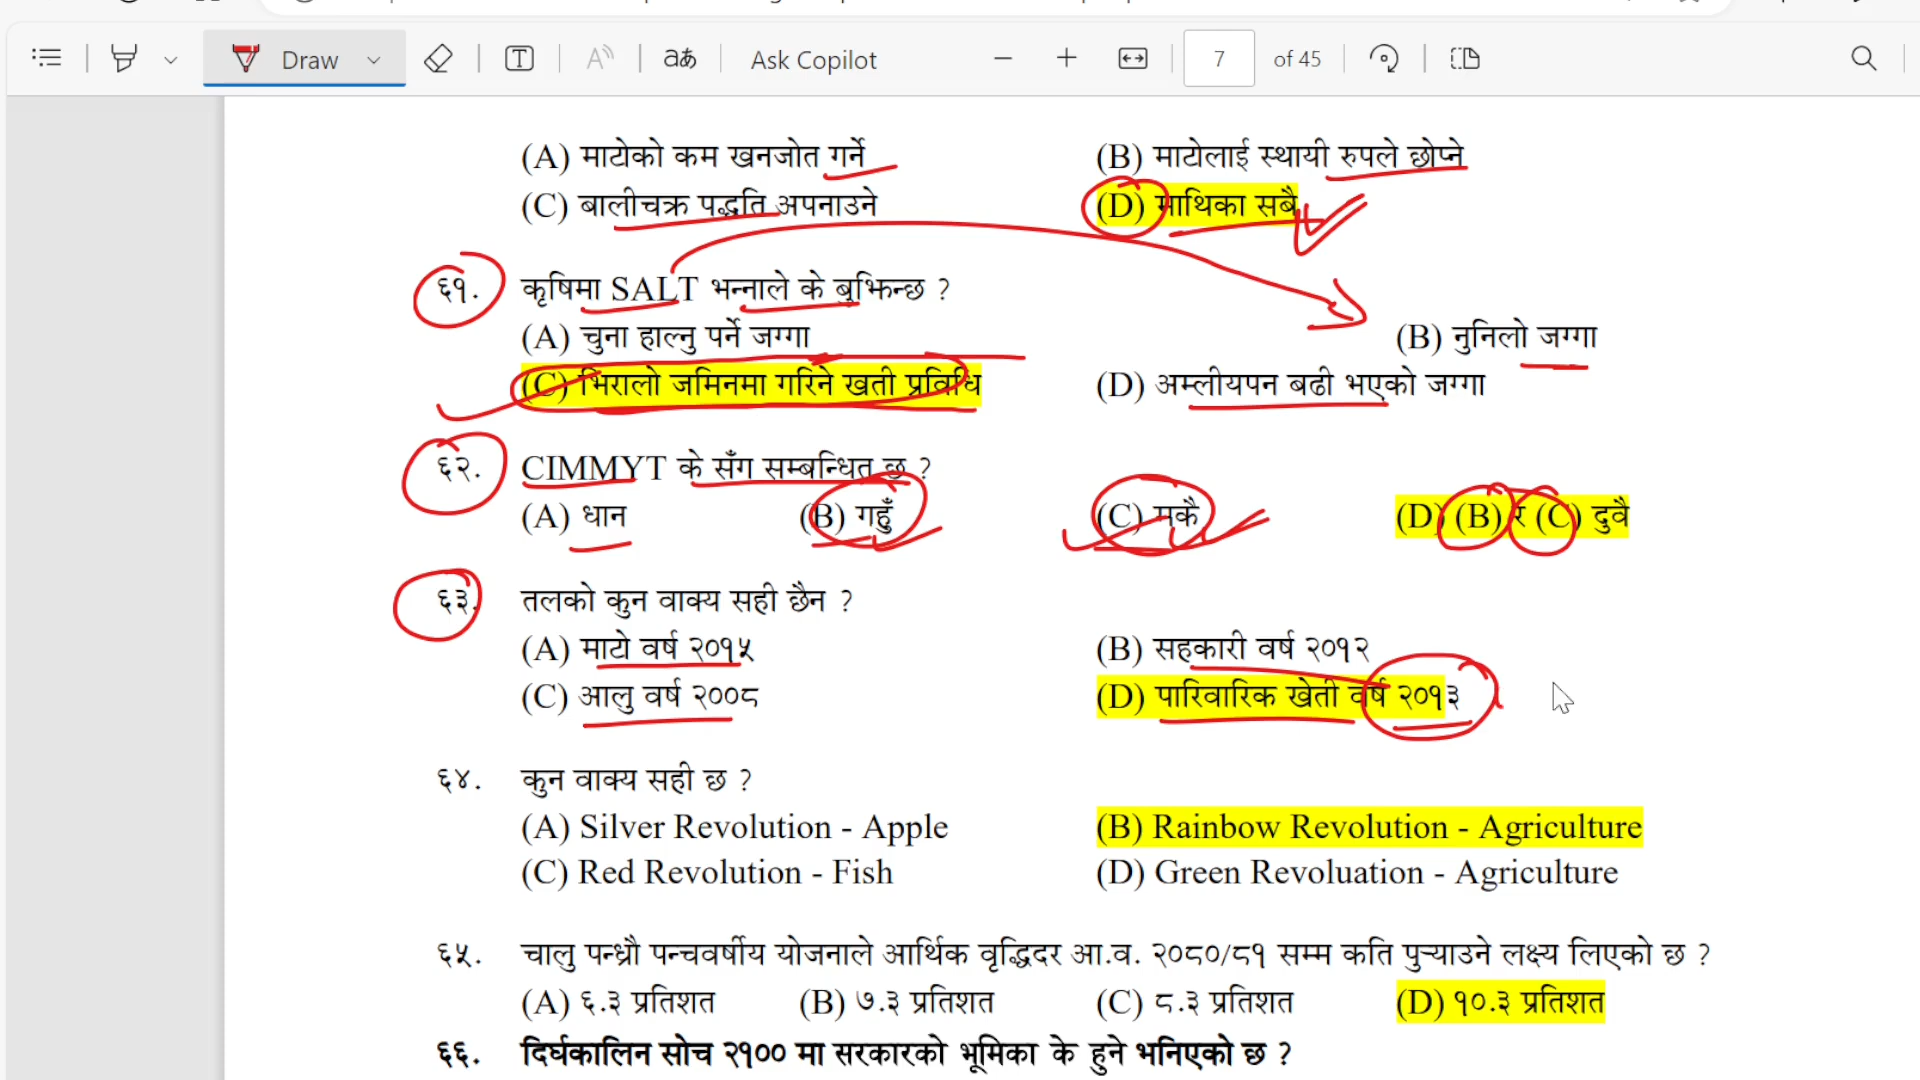 Draw
aあ
Ask Copilot
7 of 45
(A) माटोको कम खनजोत गर्ने (B) माटोलाई स्थायी रुपले छोप्ने
(C) बालीचक्र पद्धति अपनाउने (D) माथिका सबै
६१. कृषिमा SALT भन्नाले के बुझिन्छ ?
(A) चुना हाल्नु पर्ने जग्गा (B) नुनिलो जग्गा
(C) भिरालो जमिनमा गरिने खेती प्रविधि (D) अम्लीयपन बढी भएको जग्गा
६२. CIMMYT के सँग सम्बन्धित छ ?
(A) धान (B) गहुँ (C) मकै (D) (B) र (C) दुवै
६३. तलको कुन वाक्य सही छैन ?
(A) माटो वर्ष २०१५ (B) सहकारी वर्ष २०१२
(C) आलु वर्ष २००८ (D) पारिवारिक खेती वर्ष २०१३
६४. कुन वाक्य सही छ ?
(A) Silver Revolution - Apple (B) Rainbow Revolution - Agriculture
(C) Red Revolution - Fish (D) Green Revoluation - Agriculture
६५. चालु पन्ध्रौ पन्चवर्षीय योजनाले आर्थिक वृद्धिदर आ.व. २०८०/८१ सम्म कति पुऱ्याउने लक्ष्य लिएको छ ?
(A) ६.३ प्रतिशत (B) ७.३ प्रतिशत (C) ८.३ प्रतिशत (D) १०.३ प्रतिशत
६६. दिर्घकालिन सोच २१०० मा सरकारको भूमिका के हुने भनिएको छ ?